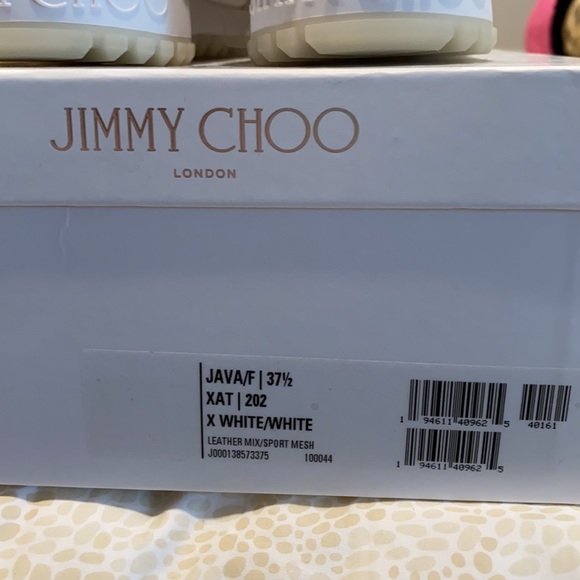 JIMMY CHOO
LONDON
JAVA/F | 37½
XAT | 202
X WHITE/WHITE
LEATHER MIX/SPORT MESH
J000138573375 100044
1 94611 40962 5
40161
1 94611 40962 5